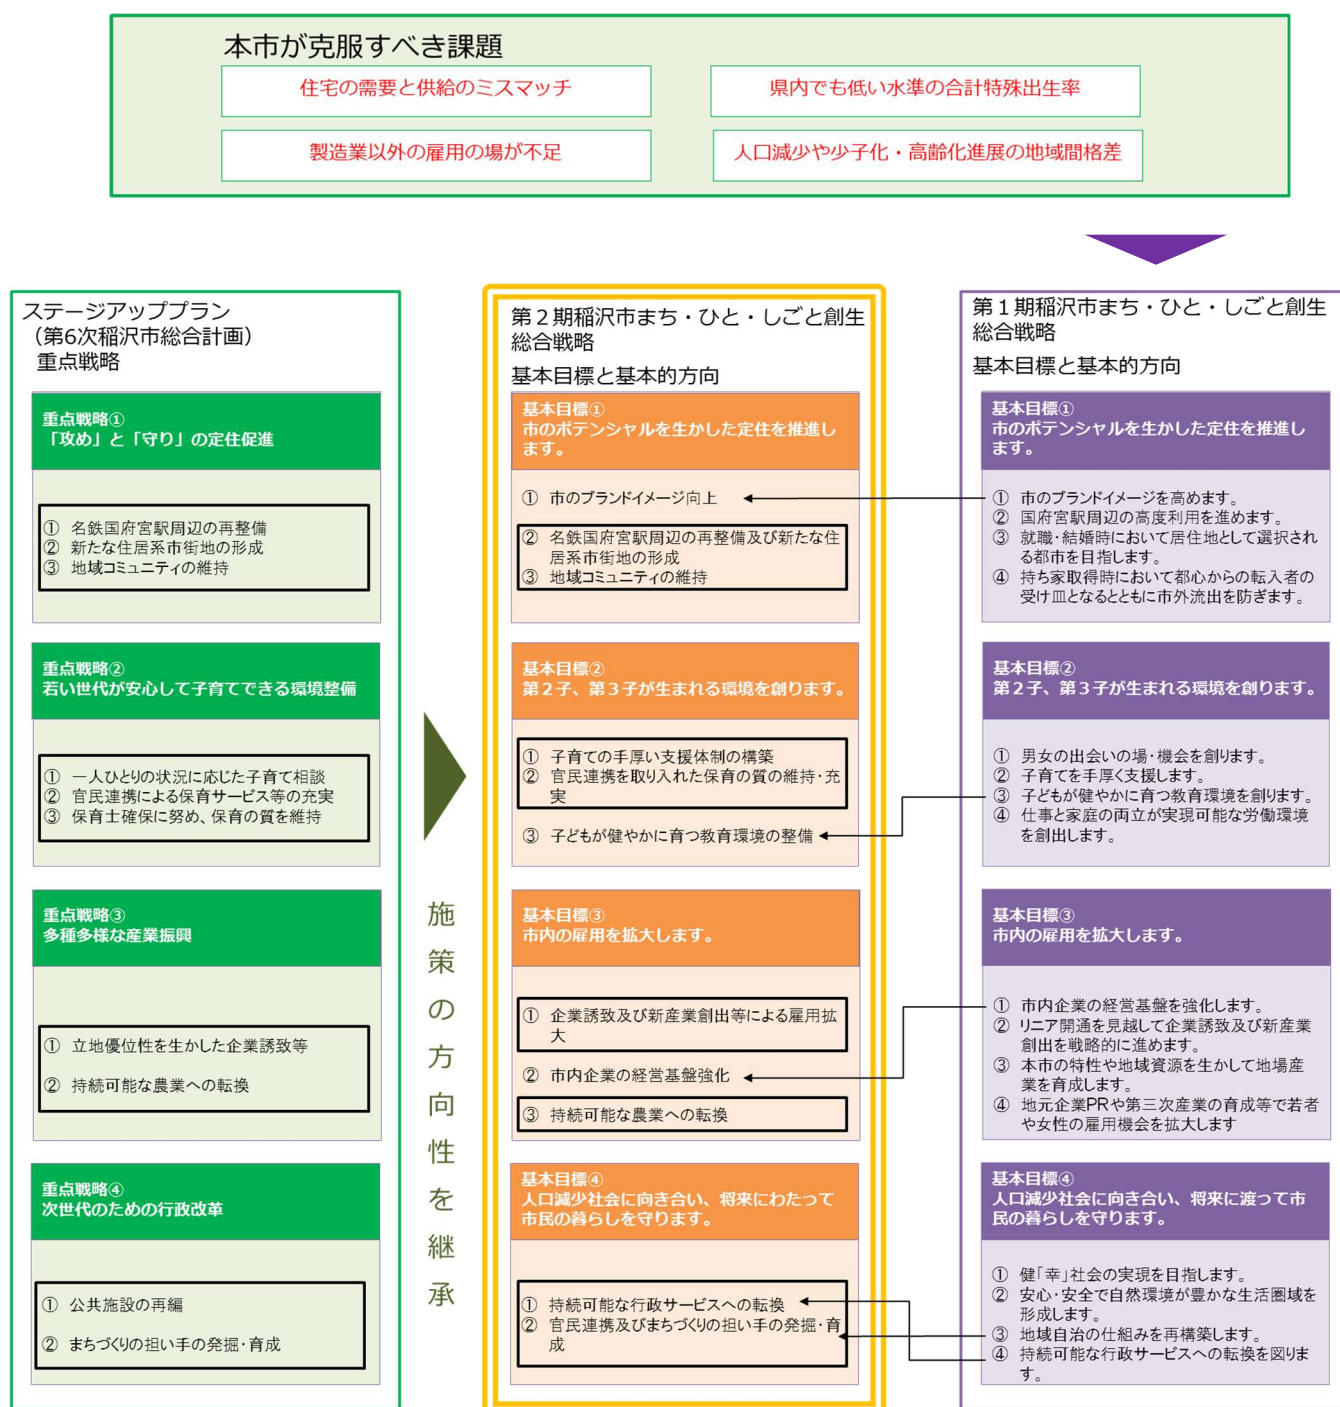 本市が克服すべき課題
住宅の需要と供給のミスマッチ
県内でも低い水準の合計特殊出生率
製造業以外の雇用の場が不足
人口減少や少子化・高齢化進展の地域間格差
ステージアッププラン
（第6次稲沢市総合計画）
重点戦略
重点戦略①
「攻め」と「守り」の定住促進
① 名鉄国府宮駅周辺の再整備
② 新たな住居系市街地の形成
③ 地域コミュニティの維持
重点戦略②
若い世代が安心して子育てできる環境整備
① 一人ひとりの状況に応じた子育て相談
② 官民連携による保育サービス等の充実
③ 保育士確保に努め、保育の質を維持
重点戦略③
多種多様な産業振興
① 立地優位性を生かした企業誘致等
② 持続可能な農業への転換
重点戦略④
次世代のための行政改革
① 公共施設の再編
② まちづくりの担い手の発掘・育成
施策の方向性を継承
第２期稲沢市まち・ひと・しごと創生
総合戦略
基本目標と基本的方向
基本目標①
市のポテンシャルを生かした定住を推進し
ます。
① 市のブランドイメージ向上
② 名鉄国府宮駅周辺の再整備及び新たな住
居系市街地の形成
③ 地域コミュニティの維持
基本目標②
第２子、第３子が生まれる環境を創ります。
① 子育ての手厚い支援体制の構築
② 官民連携を取り入れた保育の質の維持・充
実
③ 子どもが健やかに育つ教育環境の整備
基本目標③
市内の雇用を拡大します。
① 企業誘致及び新産業創出等による雇用拡
大
② 市内企業の経営基盤強化
③ 持続可能な農業への転換
基本目標④
人口減少社会に向き合い、将来にわたって
市民の暮らしを守ります。
① 持続可能な行政サービスへの転換
② 官民連携及びまちづくりの担い手の発掘・育
成
第１期稲沢市まち・ひと・しごと創生
総合戦略
基本目標と基本的方向
基本目標①
市のポテンシャルを生かした定住を推進し
ます。
① 市のブランドイメージを高めます。
② 国府宮駅周辺の高度利用を進めます。
③ 就職・結婚時において居住地として選択され
る都市を目指します。
④ 持ち家取得時において都心からの転入者の
受け皿となるとともに市外流出を防ぎます。
基本目標②
第２子、第３子が生まれる環境を創ります。
① 男女の出会いの場・機会を創ります。
② 子育てを手厚く支援します。
③ 子どもが健やかに育つ教育環境を創ります。
④ 仕事と家庭の両立が実現可能な労働環境
を創出します。
基本目標③
市内の雇用を拡大します。
① 市内企業の経営基盤を強化します。
② リニア開通を見越して企業誘致及び新産業
創出を戦略的に進めます。
③ 本市の特性や地域資源を生かして地場産
業を育成します。
④ 地元企業PRや第三次産業の育成等で若者
や女性の雇用機会を拡大します
基本目標④
人口減少社会に向き合い、将来に渡って市
民の暮らしを守ります。
① 健「幸」社会の実現を目指します。
② 安心・安全で自然環境が豊かな生活圏域を
形成します。
③ 地域自治の仕組みを再構築します。
④ 持続可能な行政サービスへの転換を図りま
す。